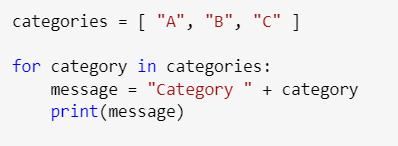 categories = [ "A", "B", "C" ]
for category in categories:
    message = "Category " + category
    print(message)